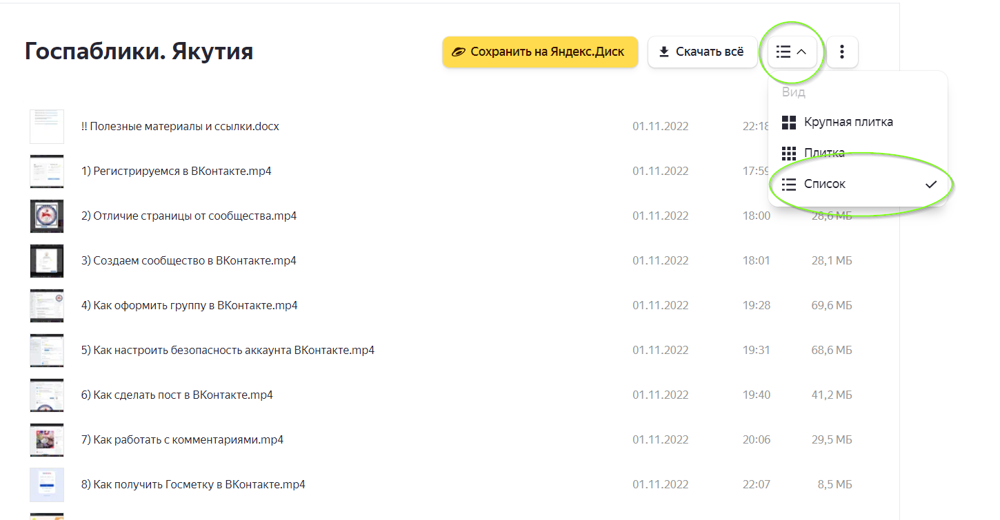 Госпаблики. Якутия
Сохранить на Яндекс.Диск
Скачать всё
Вид
Крупная плитка
Плитка
Список
!! Полезные материалы и ссылки.docx 01.11.2022 22:18
1) Регистрируемся в ВКонтакте.mp4 01.11.2022 17:59
2) Отличие страницы от сообщества.mp4 01.11.2022 18:00 28,6 МБ
3) Создаем сообщество в ВКонтакте.mp4 01.11.2022 18:01 28,1 МБ
4) Как оформить группу в ВКонтакте.mp4 01.11.2022 19:28 69,6 МБ
5) Как настроить безопасность аккаунта ВКонтакте.mp4 01.11.2022 19:31 68,6 МБ
6) Как сделать пост в ВКонтакте.mp4 01.11.2022 19:40 41,2 МБ
7) Как работать с комментариями.mp4 01.11.2022 20:06 29,5 МБ
8) Как получить Госметку в ВКонтакте.mp4 01.11.2022 22:07 8,5 МБ